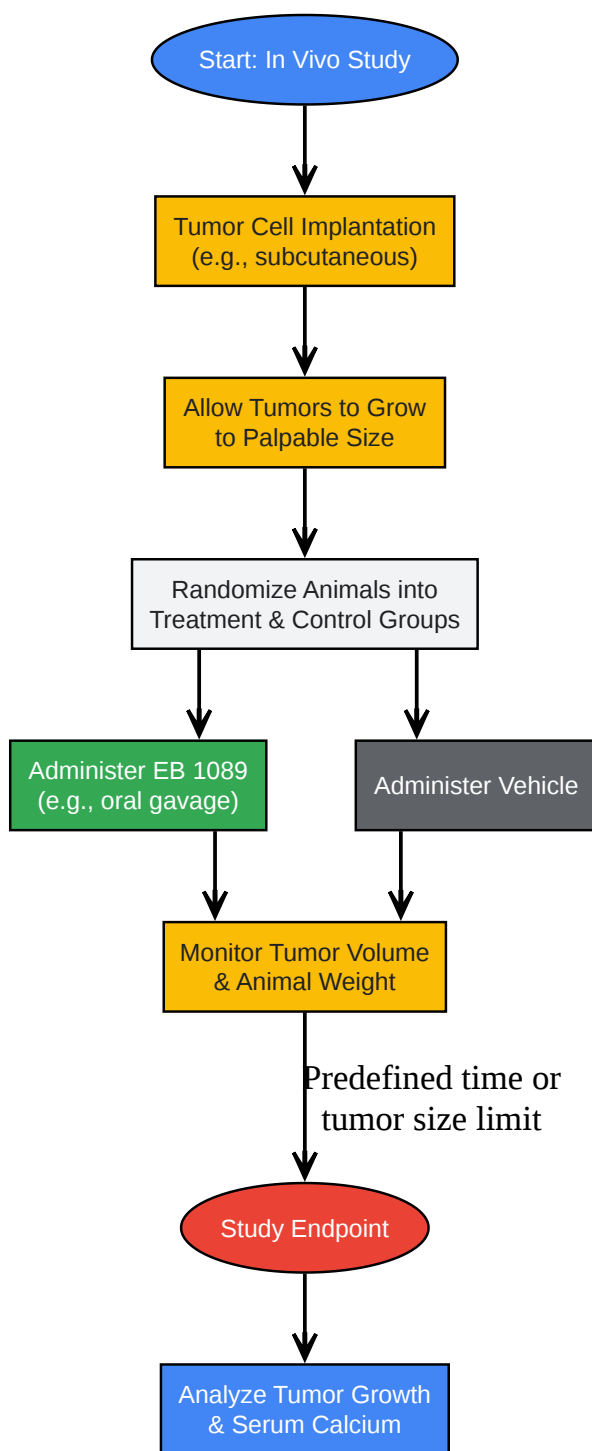 Start: In Vivo Study
Tumor Cell Implantation
(e.g., subcutaneous)
Allow Tumors to Grow
to Palpable Size
Randomize Animals into
Treatment & Control Groups
Administer EB 1089
(e.g., oral gavage)
Administer Vehicle
Monitor Tumor Volume
& Animal Weight
Predefined time or
tumor size limit
Study Endpoint
Analyze Tumor Growth
& Serum Calcium